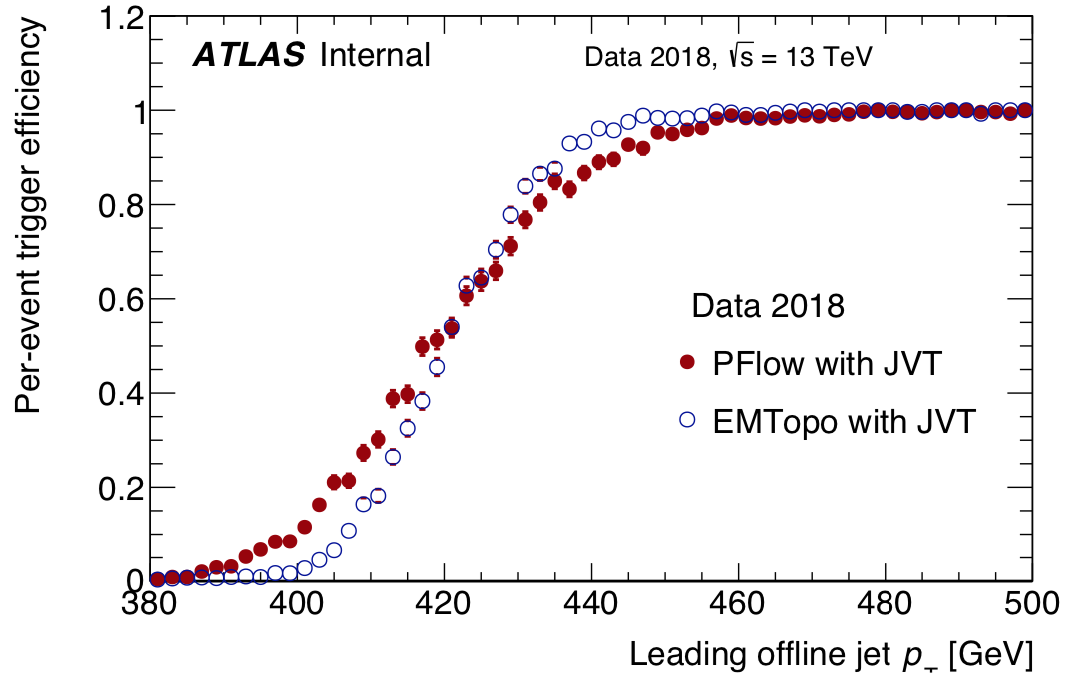 1.2
ATLAS Internal
Data 2018, √s = 13 TeV
1
0.8
0.6
0.4
0.2
0
Per-event trigger efficiency
Data 2018
PFlow with JVT
EMTopo with JVT
380 400 420 440 460 480 500
Leading offline jet p_T [GeV]